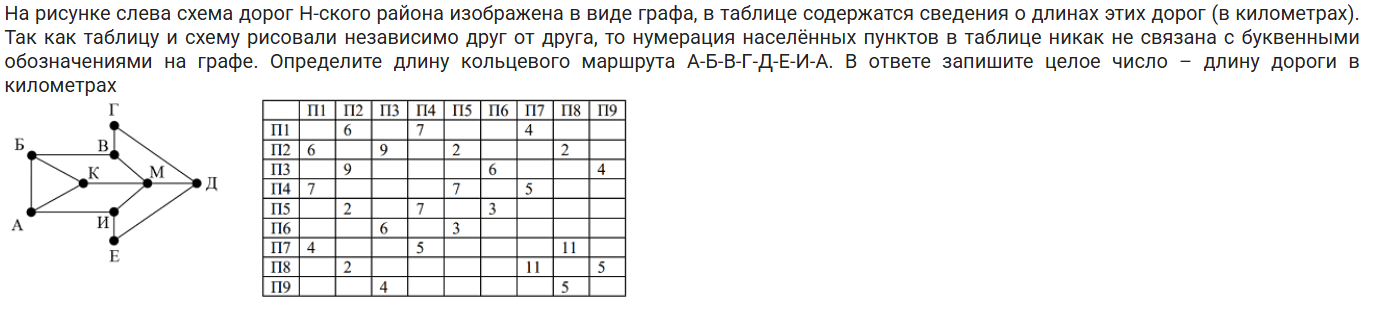 На рисунке слева схема дорог Н-ского района изображена в виде графа, в таблице содержатся сведения о длинах этих дорог (в километрах).
Так как таблицу и схему рисовали независимо друг от друга, то нумерация населённых пунктов в таблице никак не связана с буквенными
обозначениями на графе. Определите длину кольцевого маршрута А-Б-В-Г-Д-Е-И-А. В ответе запишите целое число – длину дороги в
километрах
Г
Б
В
К
М
Д
А
И
Е
П1 П2 П3 П4 П5 П6 П7 П8 П9
П1 6 7 4
П2 6 9 2 2
П3 9 6 4
П4 7 7 5
П5 2 7 3
П6 6 3
П7 4 5 11
П8 2 11 5
П9 4 5